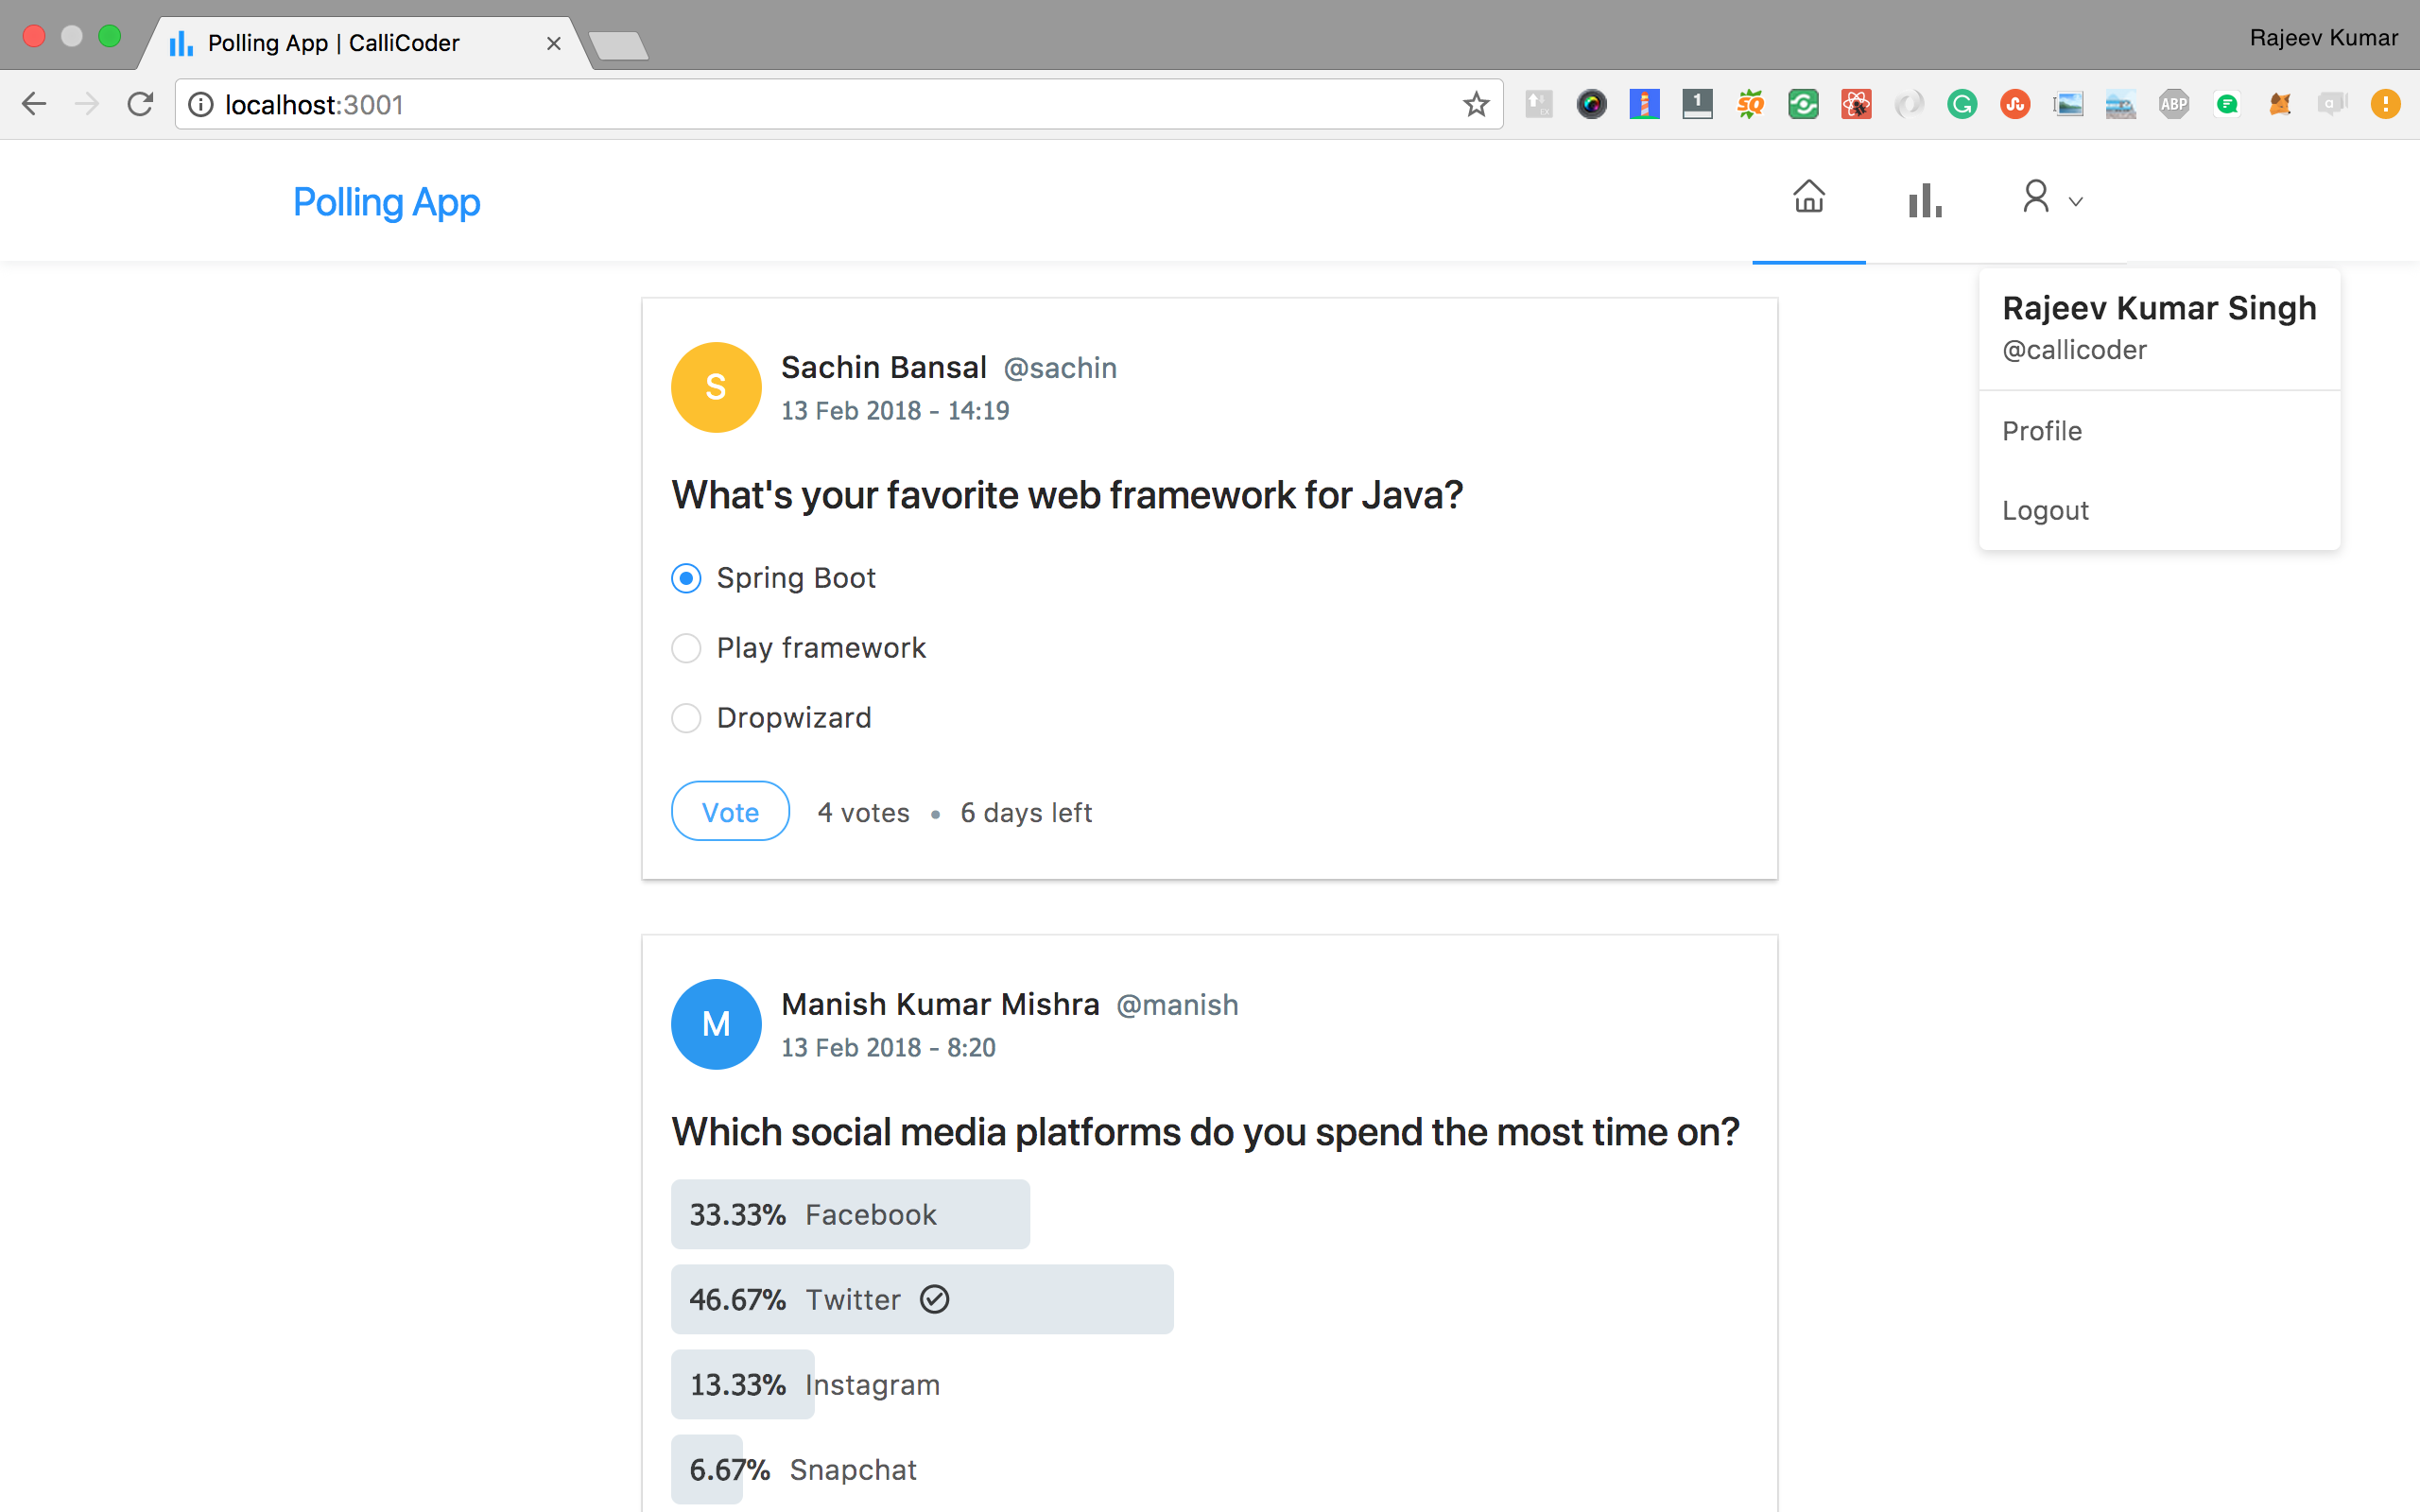 Polling App | CalliCoder
Rajeev Kumar
localhost:3001
1
SQ
ABP
Polling App
Rajeev Kumar Singh
@callicoder
Profile
Logout
S
Sachin Bansal @sachin
13 Feb 2018 - 14:19
What's your favorite web framework for Java?
Spring Boot
Play framework
Dropwizard
Vote 4 votes • 6 days left
M
Manish Kumar Mishra @manish
13 Feb 2018 - 8:20
Which social media platforms do you spend the most time on?
33.33% Facebook
46.67% Twitter
13.33% Instagram
6.67% Snapchat